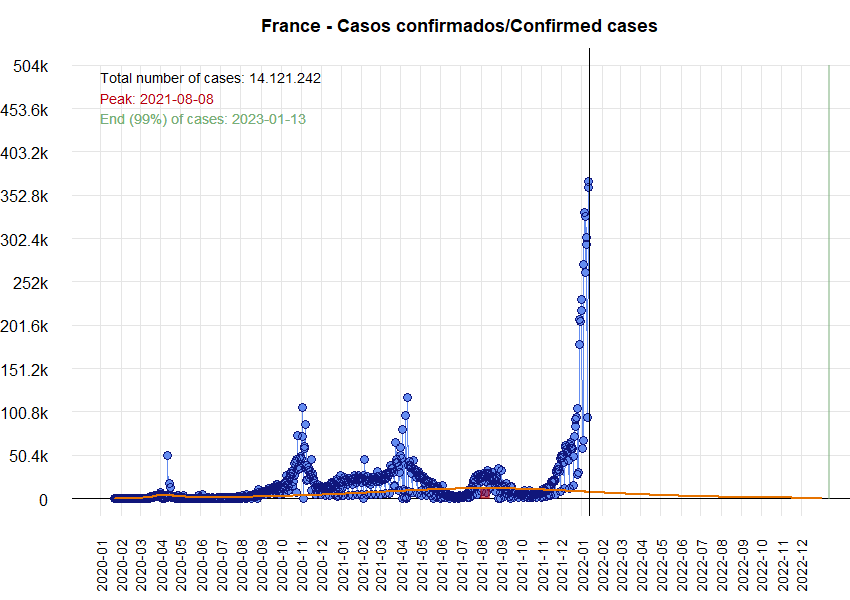 France - Casos confirmados/Confirmed cases
504k
453.6k
403.2k
352.8k
302.4k
252k
201.6k
151.2k
100.8k
50.4k
0
Total number of cases: 14.121.242
Peak: 2021-08-08
End (99%) of cases: 2023-01-13
2020-01
2020-02
2020-03
2020-04
2020-05
2020-06
2020-07
2020-08
2020-09
2020-10
2020-11
2020-12
2021-01
2021-02
2021-03
2021-04
2021-05
2021-06
2021-07
2021-08
2021-09
2021-10
2021-11
2021-12
2022-01
2022-02
2022-03
2022-04
2022-05
2022-06
2022-07
2022-08
2022-09
2022-10
2022-11
2022-12